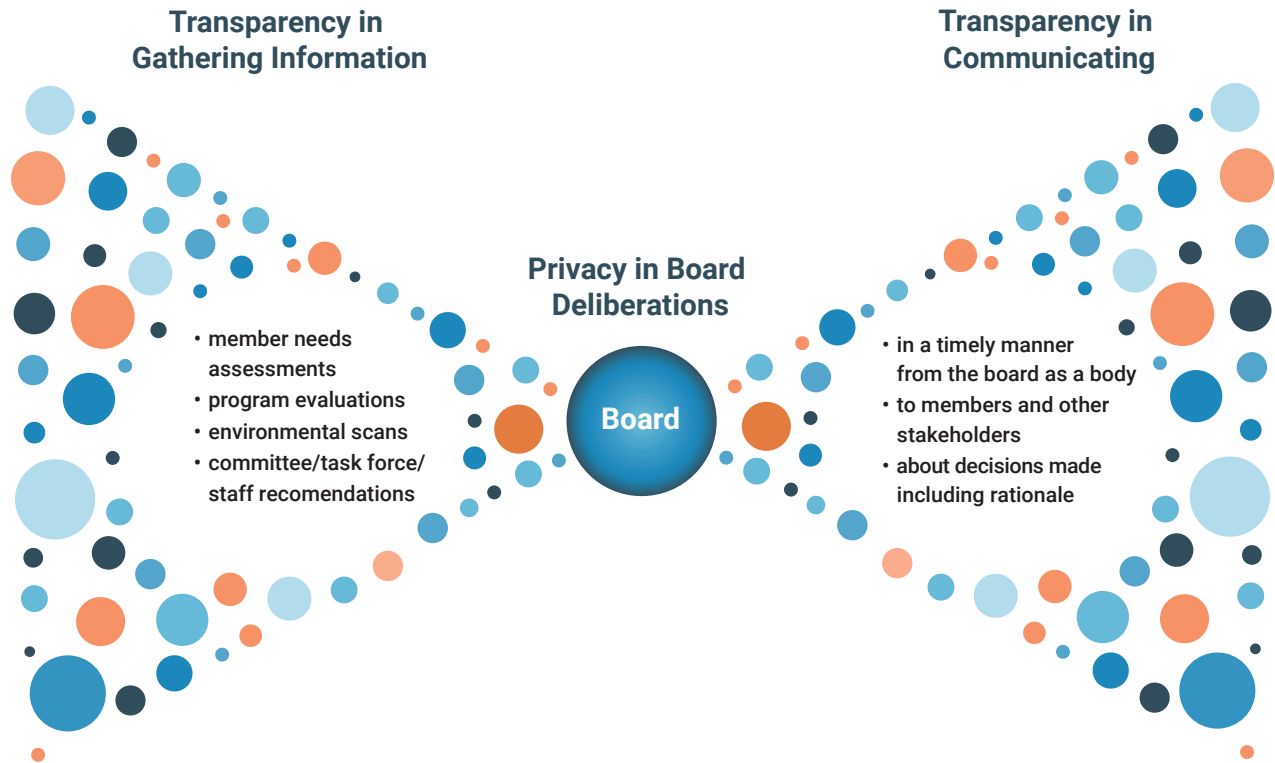 Transparency in
Gathering Information
• member needs
assessments
• program evaluations
• environmental scans
• committee/task force/
staff recomendations
Privacy in Board
Deliberations
Board
Transparency in
Communicating
• in a timely manner
from the board as a body
• to members and other
stakeholders
• about decisions made
including rationale